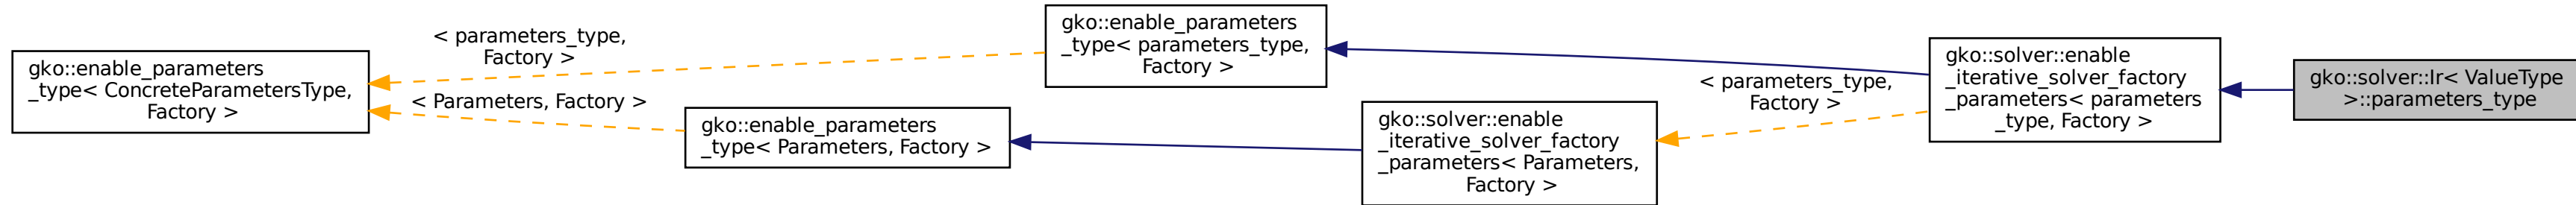 gko::enable_parameters
_type< ConcreteParametersType,
Factory >
< parameters_type,
Factory >
< Parameters, Factory >
gko::enable_parameters
_type< Parameters, Factory >
gko::enable_parameters
_type< parameters_type,
Factory >
gko::solver::enable
_iterative_solver_factory
_parameters< Parameters,
Factory >
< parameters_type,
Factory >
gko::solver::enable
_iterative_solver_factory
_parameters< parameters
_type, Factory >
gko::solver::Ir< ValueType
>::parameters_type